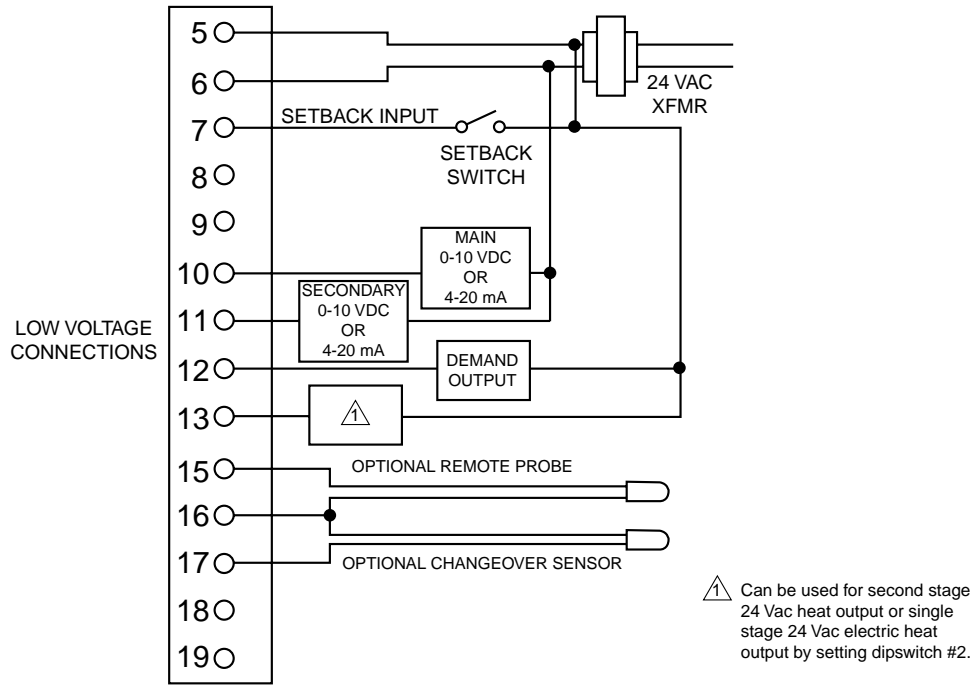 5
6
24 VAC
XFMR
7
SETBACK INPUT
SETBACK
SWITCH
8
9
10
MAIN
0-10 VDC
OR
4-20 mA
11
SECONDARY
0-10 VDC
OR
4-20 mA
LOW VOLTAGE
CONNECTIONS
12
DEMAND
OUTPUT
13
1
15
OPTIONAL REMOTE PROBE
16
17
OPTIONAL CHANGEOVER SENSOR
18
19
1 Can be used for second stage
24 Vac heat output or single
stage 24 Vac electric heat
output by setting dipswitch #2.